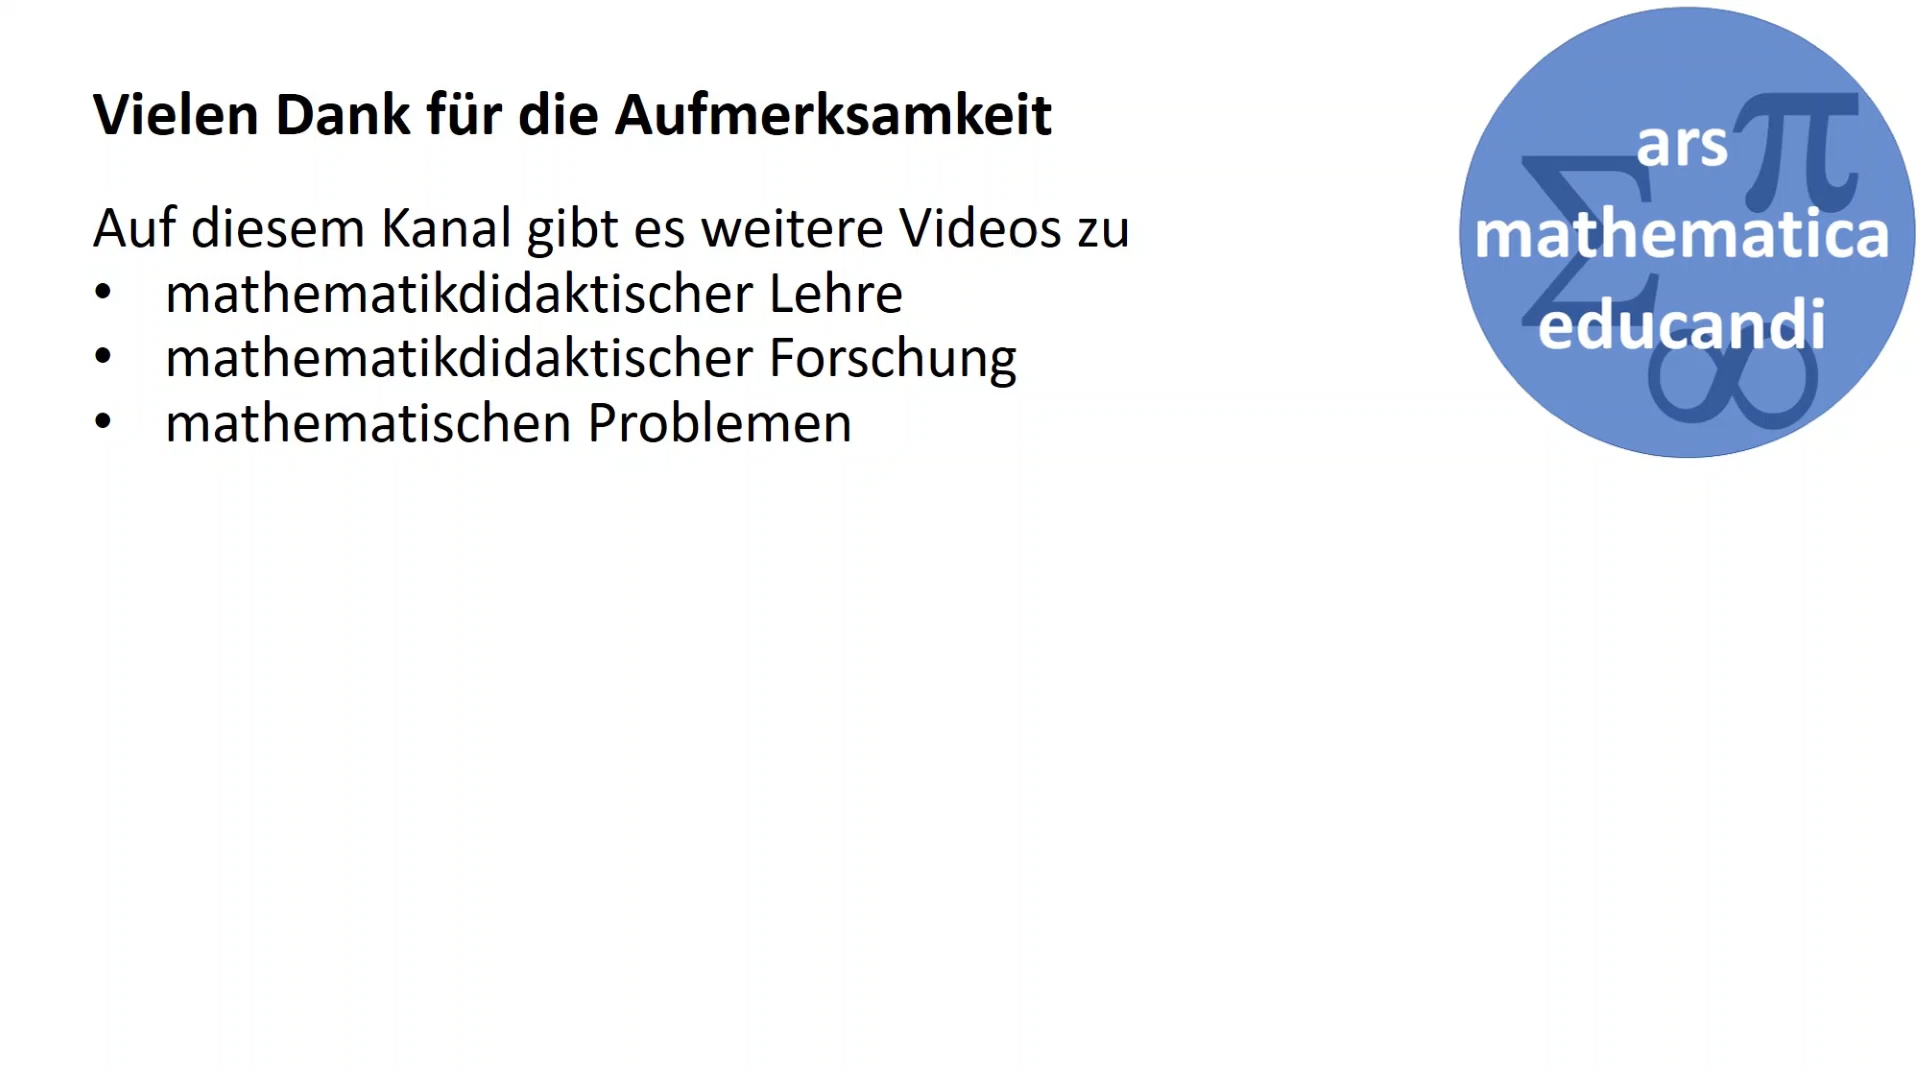 Vielen Dank für die Aufmerksamkeit
Auf diesem Kanal gibt es weitere Videos zu
• mathematikdidaktischer Lehre
• mathematikdidaktischer Forschung
• mathematischen Problemen
ars π
Σ
mathematica
educandi
∞